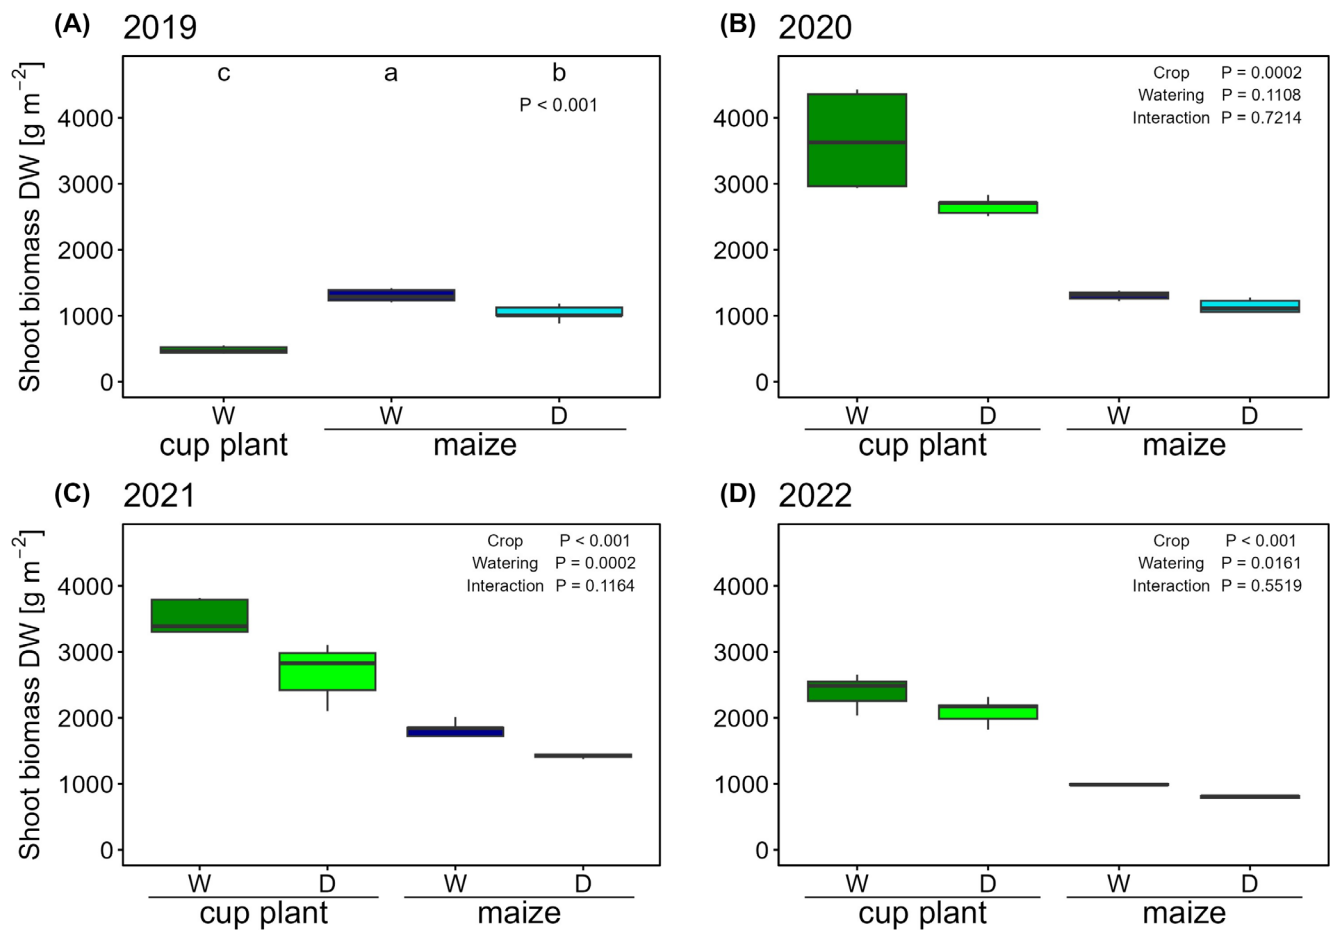 (A) 2019
Shoot biomass DW [g m⁻²]
4000
3000
2000
1000
0
c a b
P < 0.001
W W D
cup plant maize
(B) 2020
4000
3000
2000
1000
0
Crop P = 0.0002
Watering P = 0.1108
Interaction P = 0.7214
W D W D
cup plant maize
(C) 2021
Shoot biomass DW [g m⁻²]
4000
3000
2000
1000
0
Crop P < 0.001
Watering P = 0.0002
Interaction P = 0.1164
W D W D
cup plant maize
(D) 2022
4000
3000
2000
1000
0
Crop P < 0.001
Watering P = 0.0161
Interaction P = 0.5519
W D W D
cup plant maize